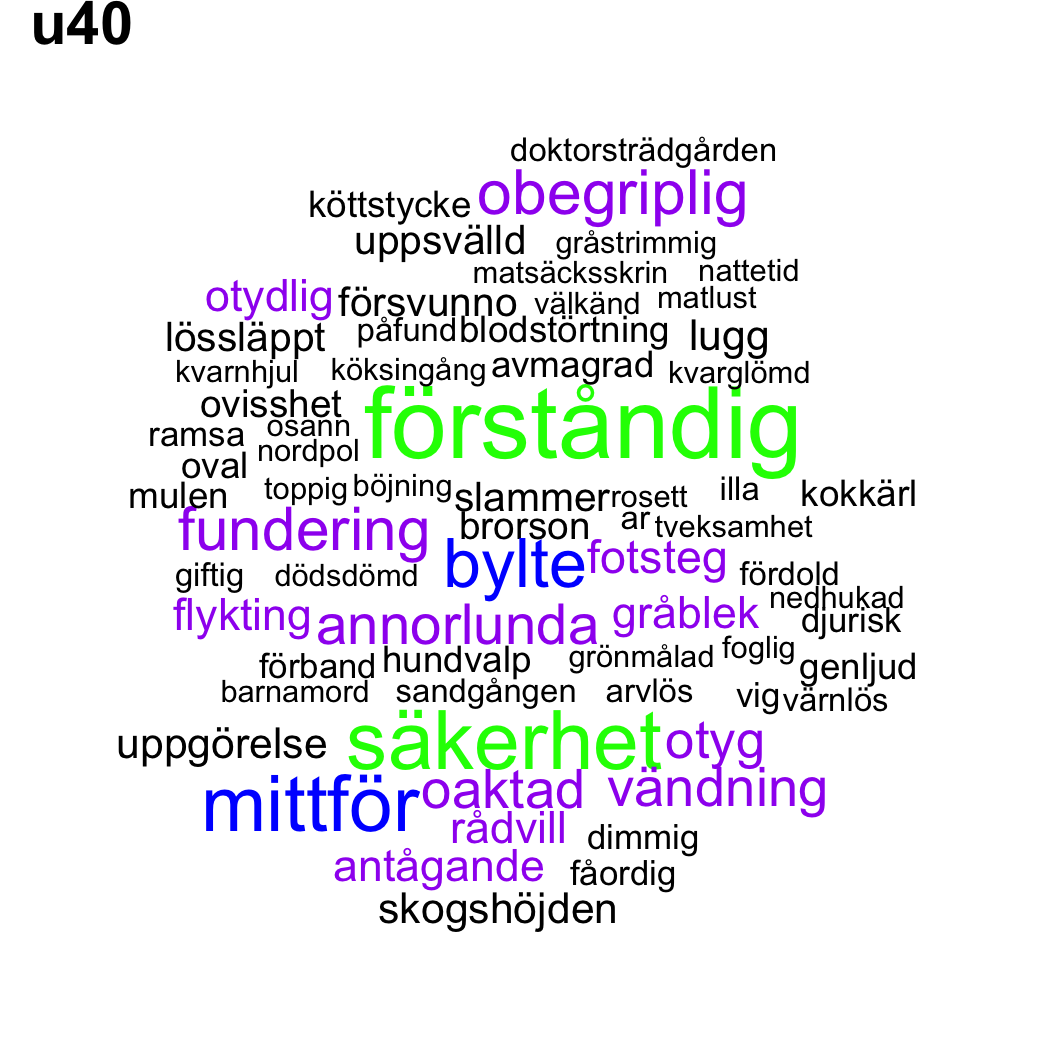 u40
doktorsträdgården
köttstycke obegriplig
uppsvälld gråstrimmig
matsäcksskrin nattetid
otydlig försvunno välkänd matlust
lössläppt påfund blodstörtning lugg
kvarnhjul köksingång avmagrad kvarglömd
ovisshet förståndig
ramsa osann
oval nordpol
mulen toppig böjning slammer rosett illa kokkärl
fundering brorson ar tveksamhet
bylte fotsteg
giftig dödsdömd fördold
nedhukad
flykting annorlunda gråblek djurisk
förband hundvalp grönmålad foglig genljud
barnamord sandgången arvlös vig värnlös
uppgörelse säkerhet otyg
mittför oaktad vändning
rådvill dimmig
antågande fåordig
skogshöjden